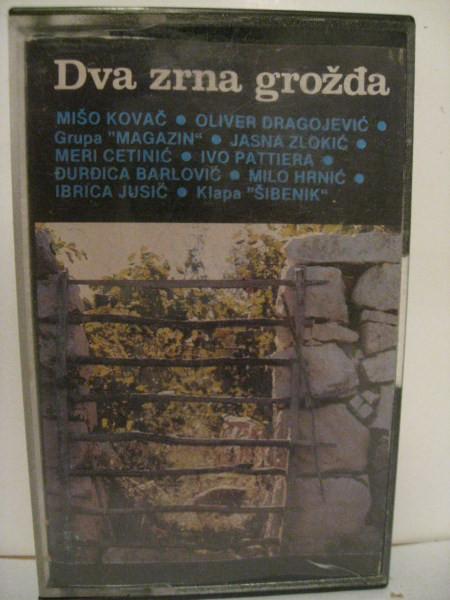 Dva zrna grožđa
MIŠO KOVAČ • OLIVER DRAGOJEVIĆ •
Grupa "MAGAZIN" • JASNA ZLOKIĆ •
MERI CETINIĆ • IVO PATTIERA •
ĐURĐICA BARLOVIĆ • MILO HRNIĆ •
IBRICA JUSIĆ • Klapa "ŠIBENIK"